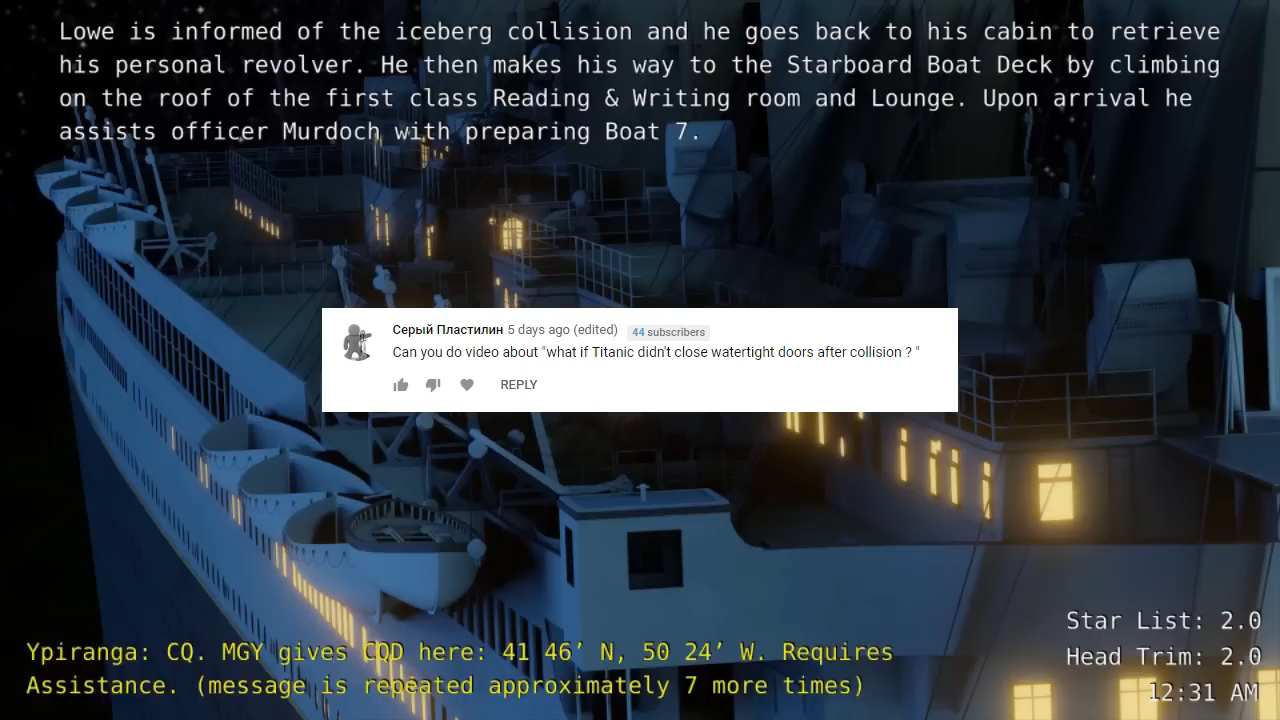 Lowe is informed of the iceberg collision and he goes back to his cabin to retrieve
his personal revolver. He then makes his way to the Starboard Boat Deck by climbing
on the roof of the first class Reading & Writing room and Lounge. Upon arrival he
assists officer Murdoch with preparing Boat 7.
Серый Пластилин 5 days ago (edited) 44 subscribers
Can you do video about "what if Titanic didn't close watertight doors after collision ? "
REPLY
Star List: 2.0
Ypiranga: CQ. MGY gives CQD here: 41 46’ N, 50 24’ W. Requires
Head Trim: 2.0
Assistance. (message is repeated approximately 7 more times)
12:31 AM